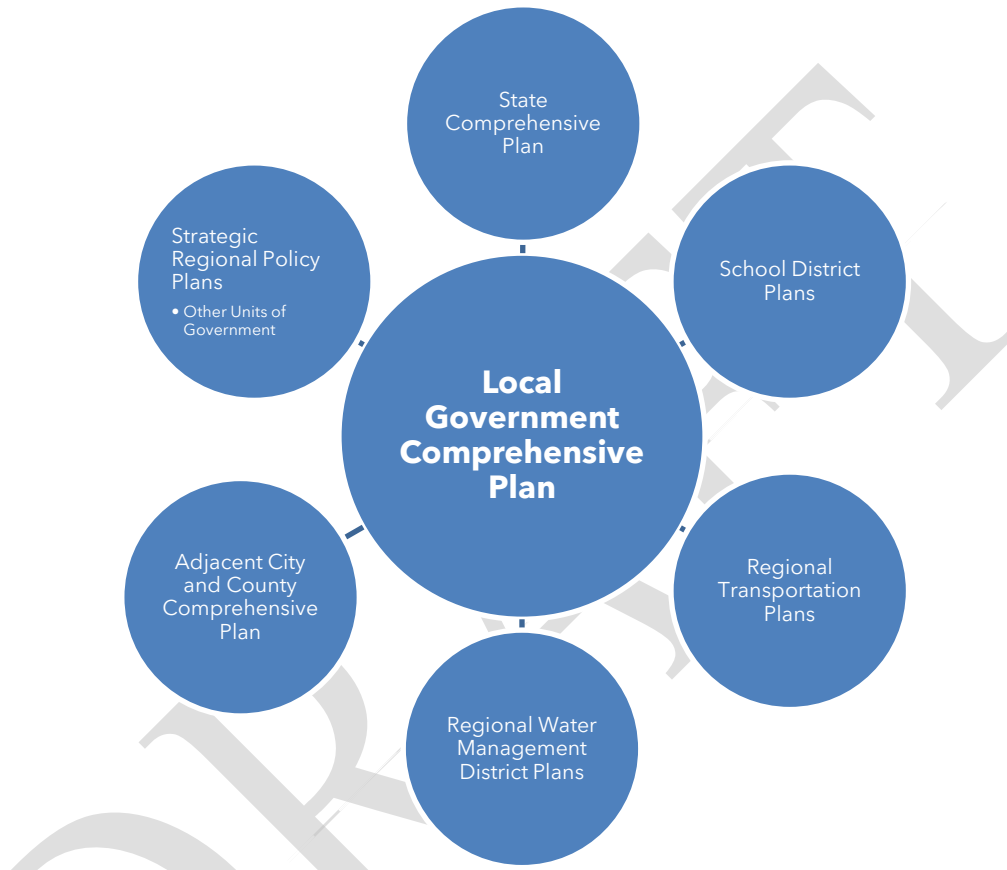 State
Comprehensive
Plan
Strategic
Regional Policy
Plans
• Other Units of
Government
School District
Plans
Local
Government
Comprehensive
Plan
Adjacent City
and County
Comprehensive
Plan
Regional
Transportation
Plans
Regional Water
Management
District Plans